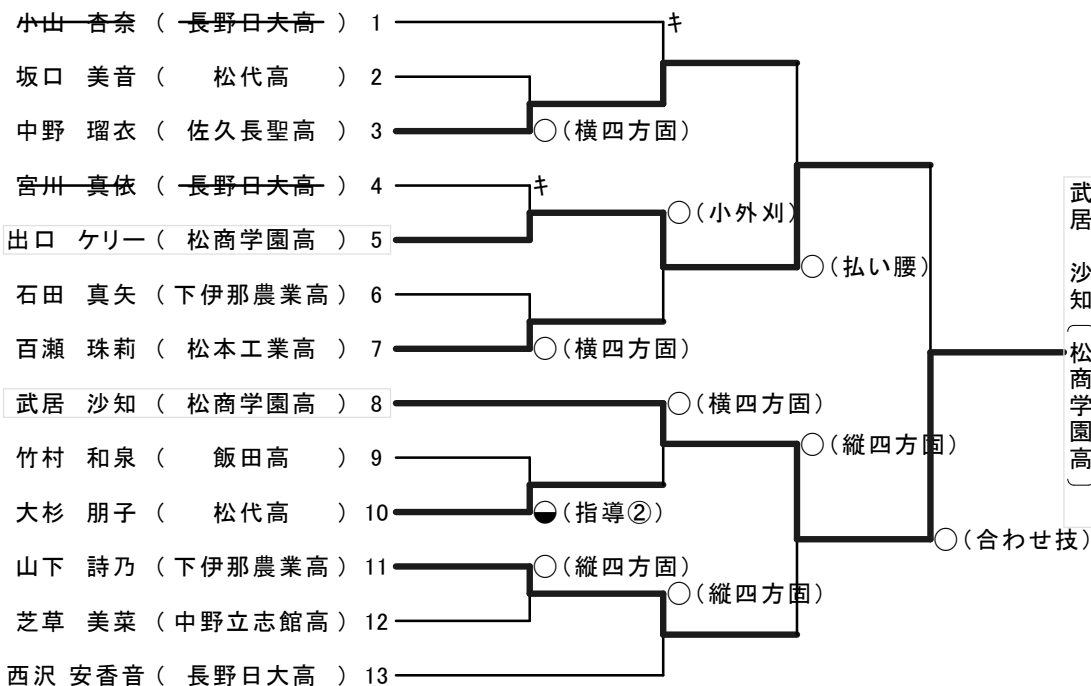 小山 杏奈 ( 長野日大高 ) 1 キ
坂口 美音 ( 松代高 ) 2
中野 瑠衣 ( 佐久長聖高 ) 3 ○(横四方固)
宮川 真依 ( 長野日大高 ) 4 キ
○(小外刈)
出口 ケリー ( 松商学園高 ) 5
○(払い腰)
石田 真矢 ( 下伊那農業高 ) 6
百瀬 珠莉 ( 松本工業高 ) 7 ○(横四方固)
武居 沙知 ( 松商学園高 ) 8 ○(横四方固)
○(縦四方固)
竹村 和泉 ( 飯田高 ) 9
大杉 朋子 ( 松代高 ) 10 (指導②)
○(合わせ技)
山下 詩乃 ( 下伊那農業高 ) 11 ○(縦四方固)
○(縦四方固)
芝草 美菜 ( 中野立志館高 ) 12
西沢 安香音 ( 長野日大高 ) 13
武居 沙知 (松商学園高)